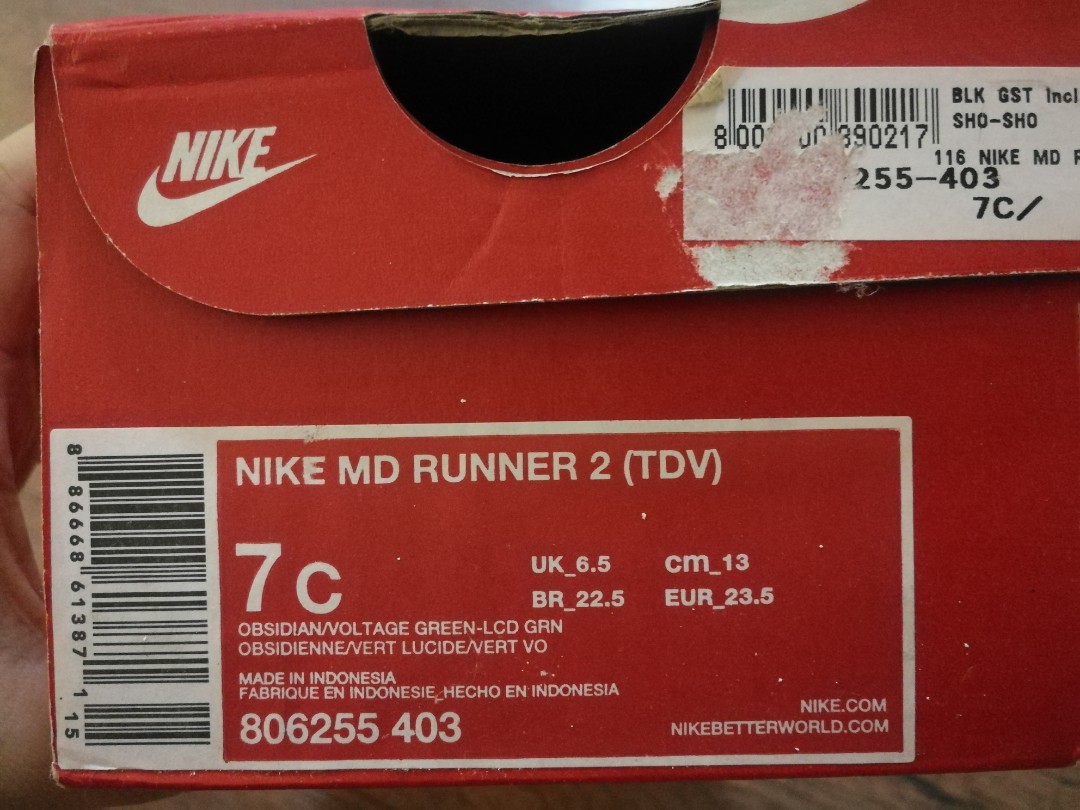 NIKE
BLK GST Incl
SHO-SHO
890217
116 NIKE MD
255-403
7C/
NIKE MD RUNNER 2 (TDV)
7C
UK_6.5 cm_13
BR_22.5 EUR_23.5
OBSIDIAN/VOLTAGE GREEN-LCD GRN
OBSIDIENNE/VERT LUCIDE/VERT VO
MADE IN INDONESIA
FABRIQUE EN INDONESIE, HECHO EN INDONESIA
806255 403
NIKE.COM
NIKEBETTERWORLD.COM
8 86668 61387 1 15